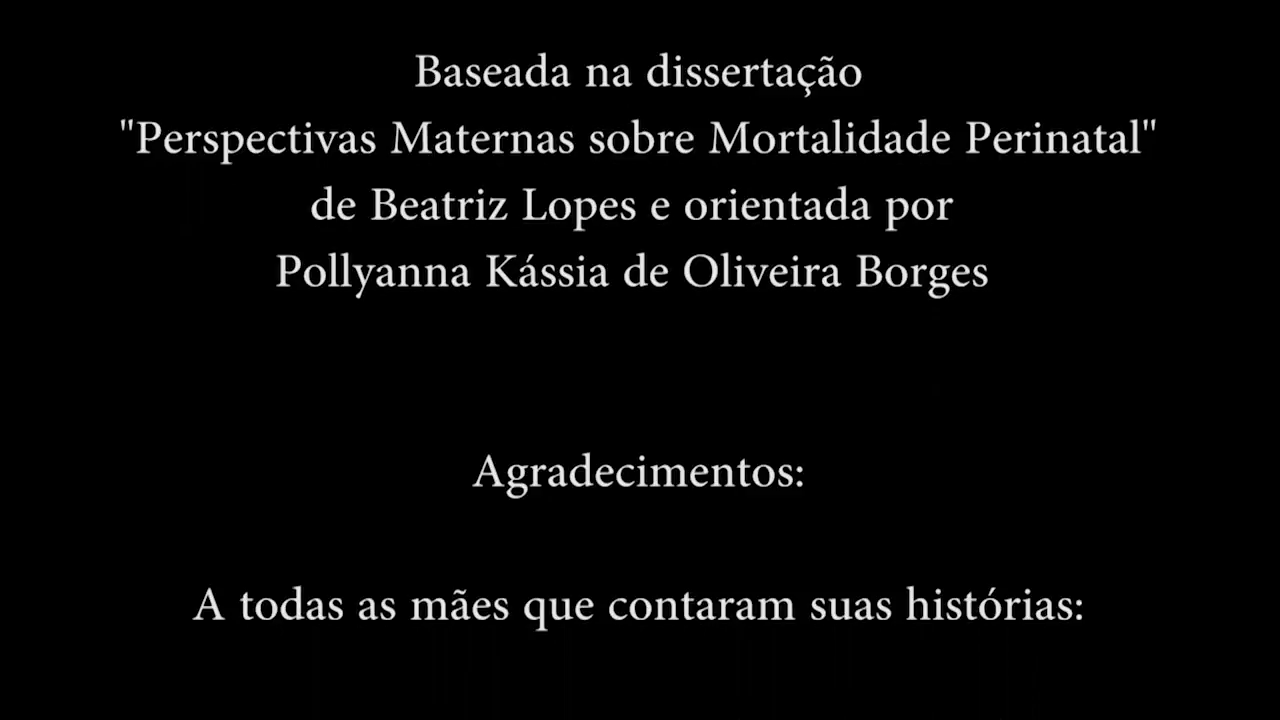 Baseada na dissertação
"Perspectivas Maternas sobre Mortalidade Perinatal"
de Beatriz Lopes e orientada por
Pollyanna Kássia de Oliveira Borges
Agradecimentos:
A todas as mães que contaram suas histórias: